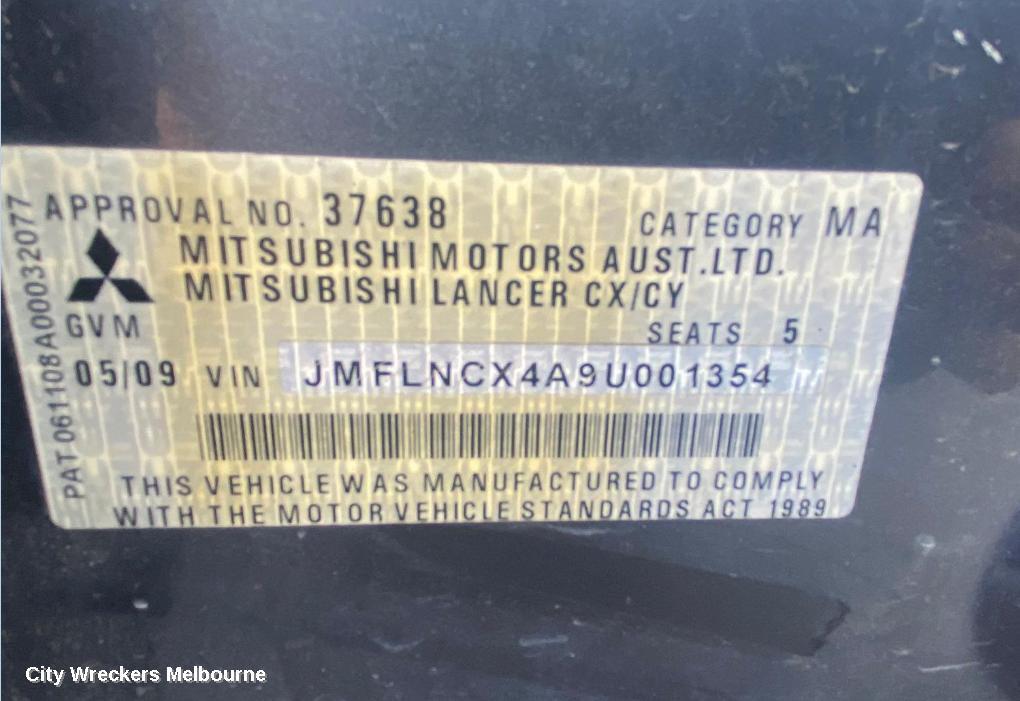 APPROVAL NO. 37638 CATEGORY MA
MITSUBISHI MOTORS AUST.LTD.
MITSUBISHI LANCER CX/CY
GVM SEATS 5
05/09 VIN JMFLNCX4A9U001354
THIS VEHICLE WAS MANUFACTURED TO COMPLY
WITH THE MOTOR VEHICLE STANDARDS ACT 1989
PAT 061108A00032077
City Wreckers Melbourne